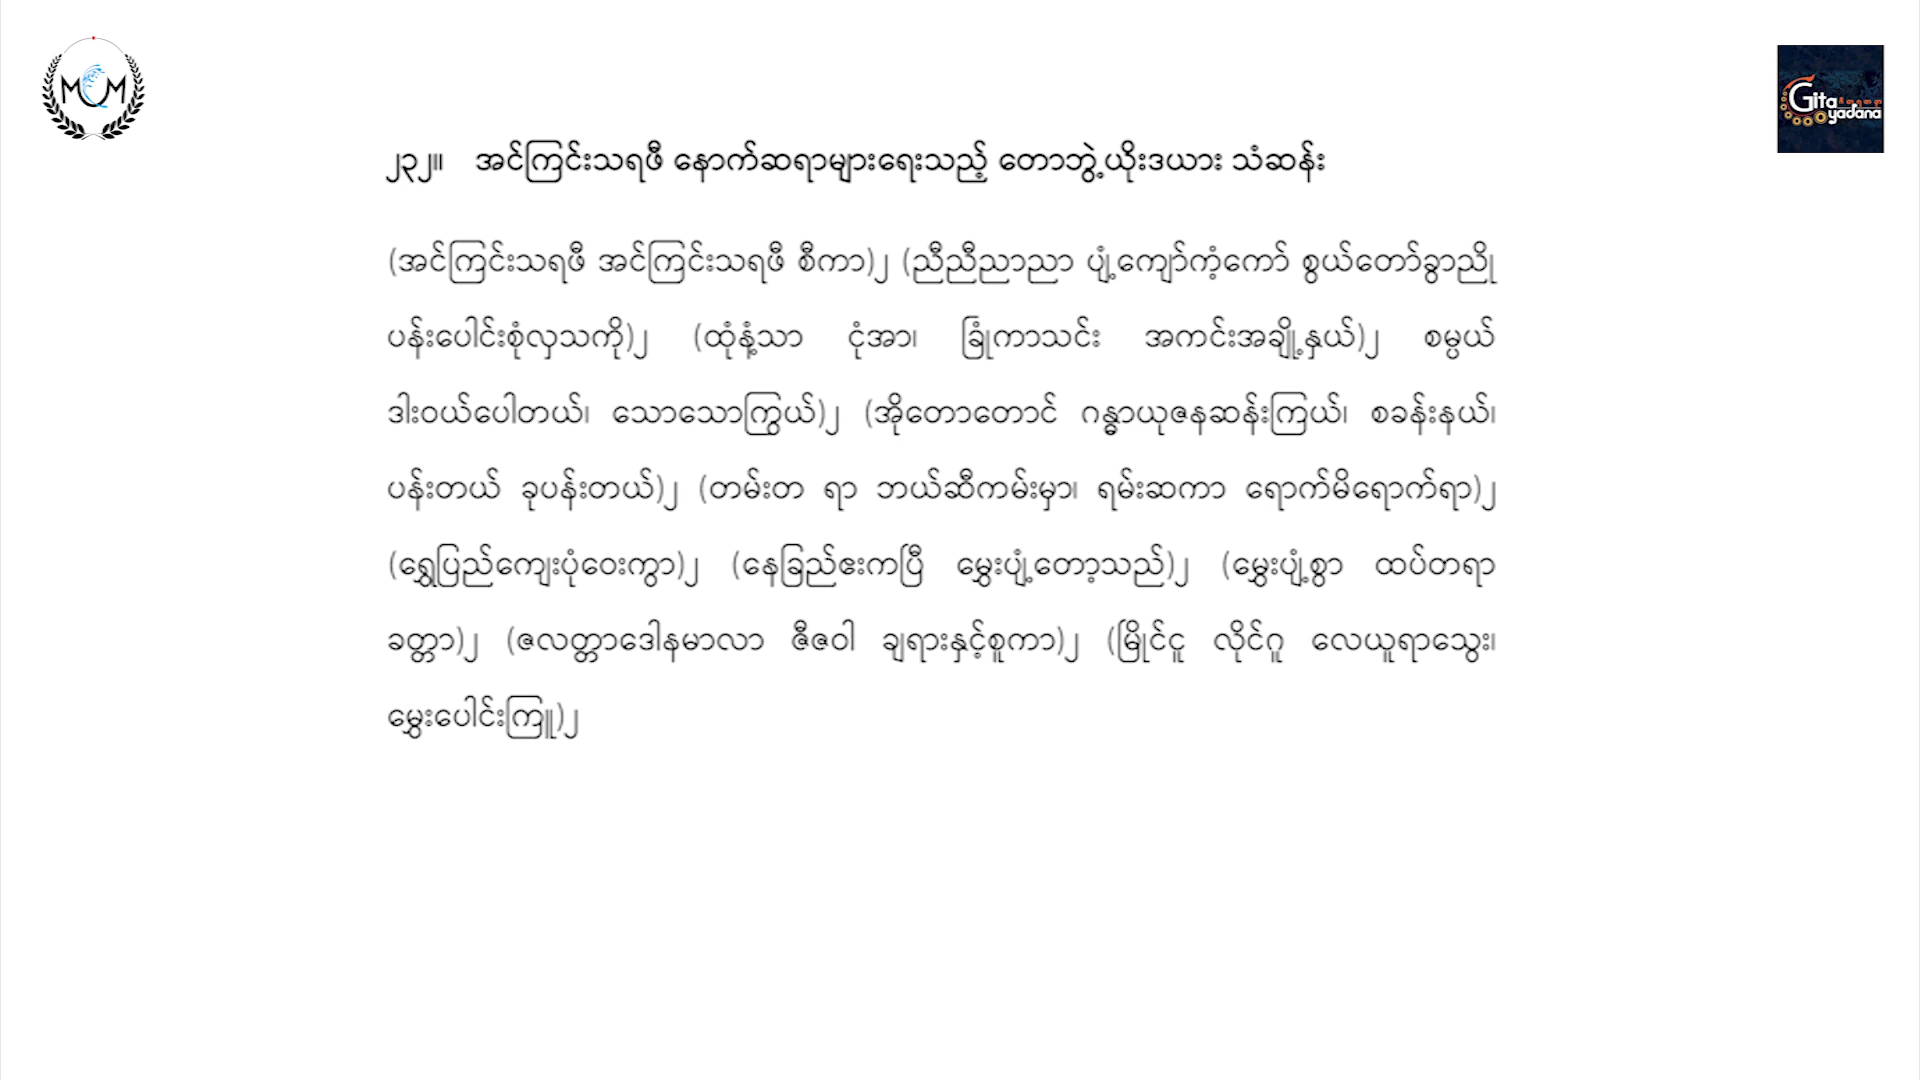 MQM
Gita
ဂီတရတနာ
yadana
၂၃၂။ အင်ကြင်းသရဖီ နောက်ဆရာများရေးသည့် တောဘွဲ့ယိုးဒယား သံဆန်း
(အင်ကြင်းသရဖီ အင်ကြင်းသရဖီ စီကာ)၂ (ညီညီညာညာ ပျံ့ကျော်ကံ့ကော် စွယ်တော်ခွာညို
ပန်းပေါင်းစုံလှသကို)၂ (ထုံနံ့သာ ငုံအာ၊ ခြုံကာသင်း အကင်းအချို့နှယ်)၂ စမ္ပယ်
ဒါးဝယ်ပေါတယ်၊ သောသောကြွယ်)၂ (အိုတောတောင် ဂန္ဓာယုဇနဆန်းကြယ်၊ စခန်းနယ်၊
ပန်းတယ် ခုပန်းတယ်)၂ (တမ်းတ ရာ ဘယ်ဆီကမ်းမှာ၊ ရမ်းဆကာ ရောက်မိရောက်ရာ)၂
(ရွှေပြည်ကျေးပုံဝေးကွာ)၂ (နေခြည်ဧးကပြီ မွှေးပျံ့တော့သည်)၂ (မွှေးပျံ့စွာ ထပ်တရာ
ခတ္တာ)၂ (ဇလတ္တာဒေါနမာလာ ဇီဇဝါ ချရားနှင့်စူကာ)၂ (မြိုင်ငူ လိုင်ဂူ လေယူရာသွေး၊
မွှေးပေါင်းကြူ)၂